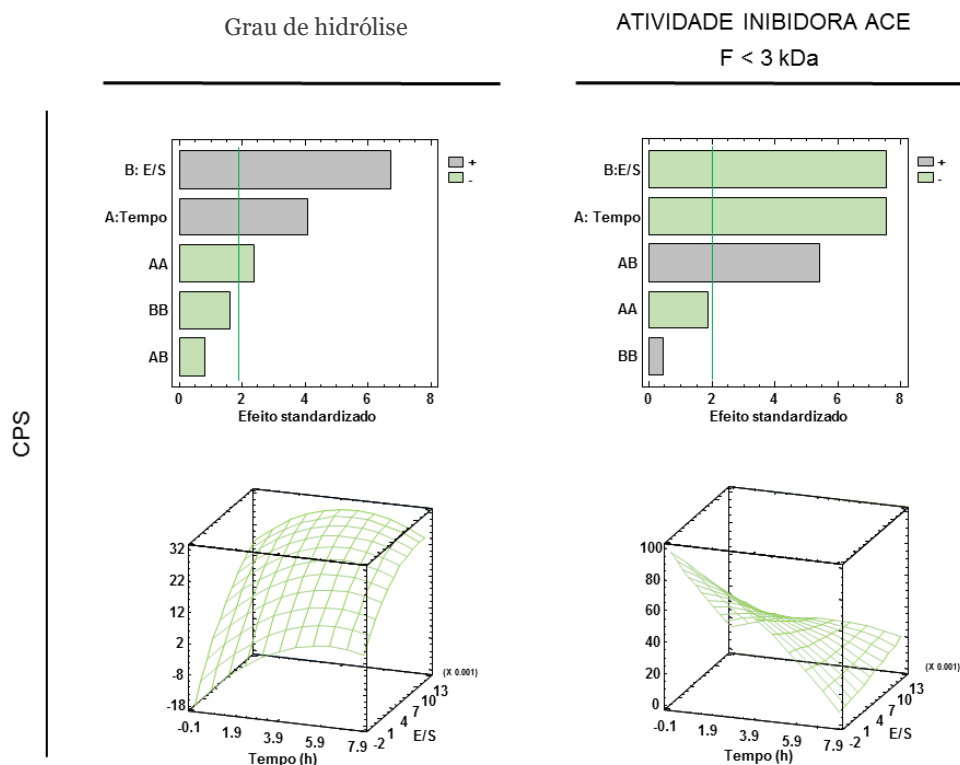 Grau de hidrólise
ATIVIDADE INIBIDORA ACE
F < 3 kDa
CPS
B: E/S
A:Tempo
AA
BB
AB
0 2 4 6 8
Efeito standardizado
+
-
B:E/S
A: Tempo
AB
AA
BB
0 2 4 6 8
Efeito standardizado
+
-
32
22
12
2
-8
-18
-0.1 1.9 3.9 5.9 7.9
Tempo (h)
-2 1 4 7 10 13
E/S
(X 0.001)
100
80
60
40
20
0
-0.1 1.9 3.9 5.9 7.9
Tempo (h)
-2 1 4 7 10 13
E/S
(X 0.001)